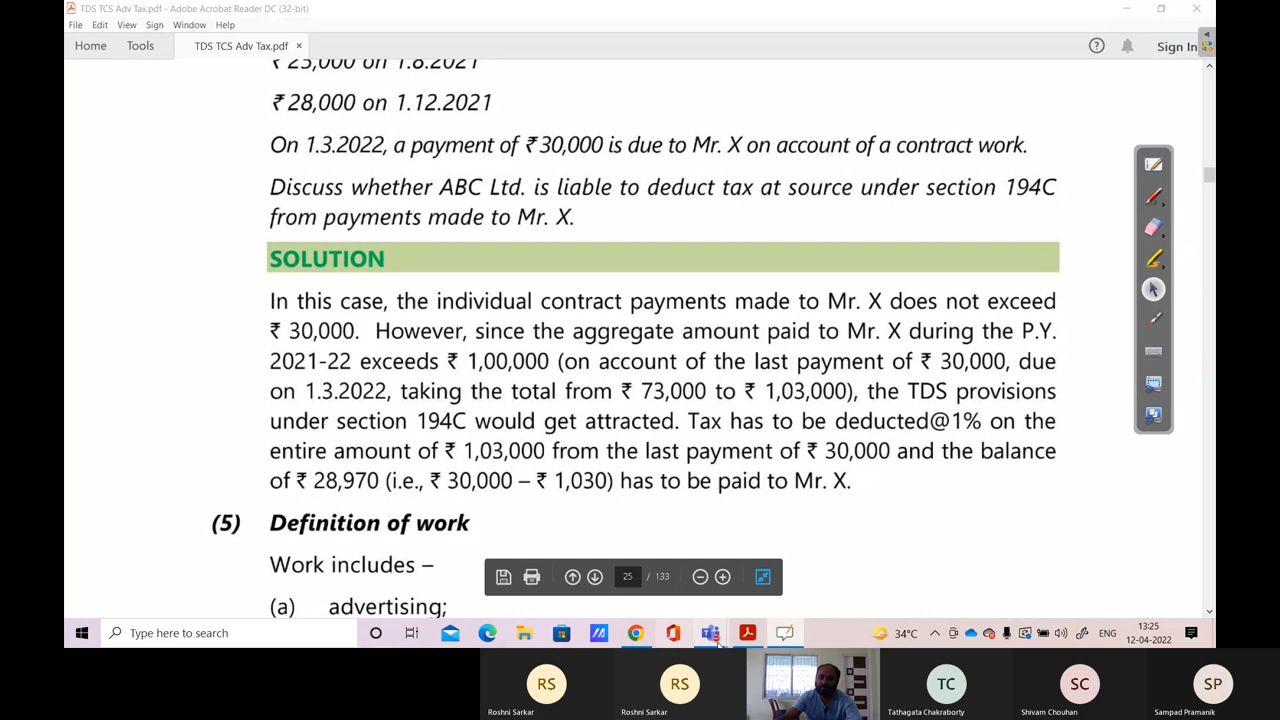 TDS TCS Adv Tax.pdf - Adobe Acrobat Reader DC (32-bit)
File Edit View Sign Window Help
Home Tools TDS TCS Adv Tax.pdf × Sign In
₹ 25,000 on 1.8.2021
₹ 28,000 on 1.12.2021
On 1.3.2022, a payment of ₹ 30,000 is due to Mr. X on account of a contract work.
Discuss whether ABC Ltd. is liable to deduct tax at source under section 194C
from payments made to Mr. X.
SOLUTION
In this case, the individual contract payments made to Mr. X does not exceed
₹ 30,000. However, since the aggregate amount paid to Mr. X during the P.Y.
2021-22 exceeds ₹ 1,00,000 (on account of the last payment of ₹ 30,000, due
on 1.3.2022, taking the total from ₹ 73,000 to ₹ 1,03,000), the TDS provisions
under section 194C would get attracted. Tax has to be deducted@1% on the
entire amount of ₹ 1,03,000 from the last payment of ₹ 30,000 and the balance
of ₹ 28,970 (i.e., ₹ 30,000 – ₹ 1,030) has to be paid to Mr. X.
(5) Definition of work
Work includes –
25 / 133
(a) advertising;
Type here to search
34°C ENG 13:25
12-04-2022
RS RS TC SC SP
Roshni Sarkar Roshni Sarkar Tathagata Chakraborty Shivam Chouhan Sampad Pramanik